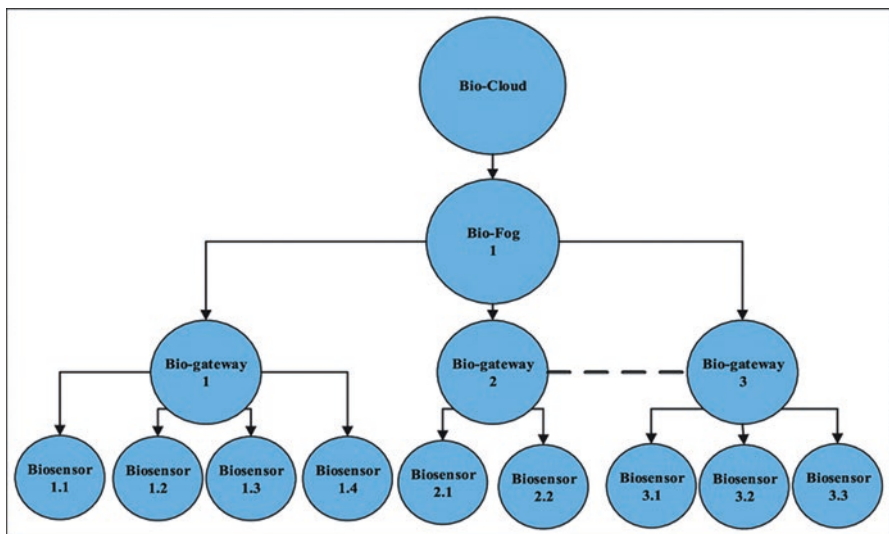 Bio-Cloud
Bio-Fog
1
Bio-gateway
1
Bio-gateway
2
Bio-gateway
3
Biosensor
1.1
Biosensor
1.2
Biosensor
1.3
Biosensor
1.4
Biosensor
2.1
Biosensor
2.2
Biosensor
3.1
Biosensor
3.2
Biosensor
3.3